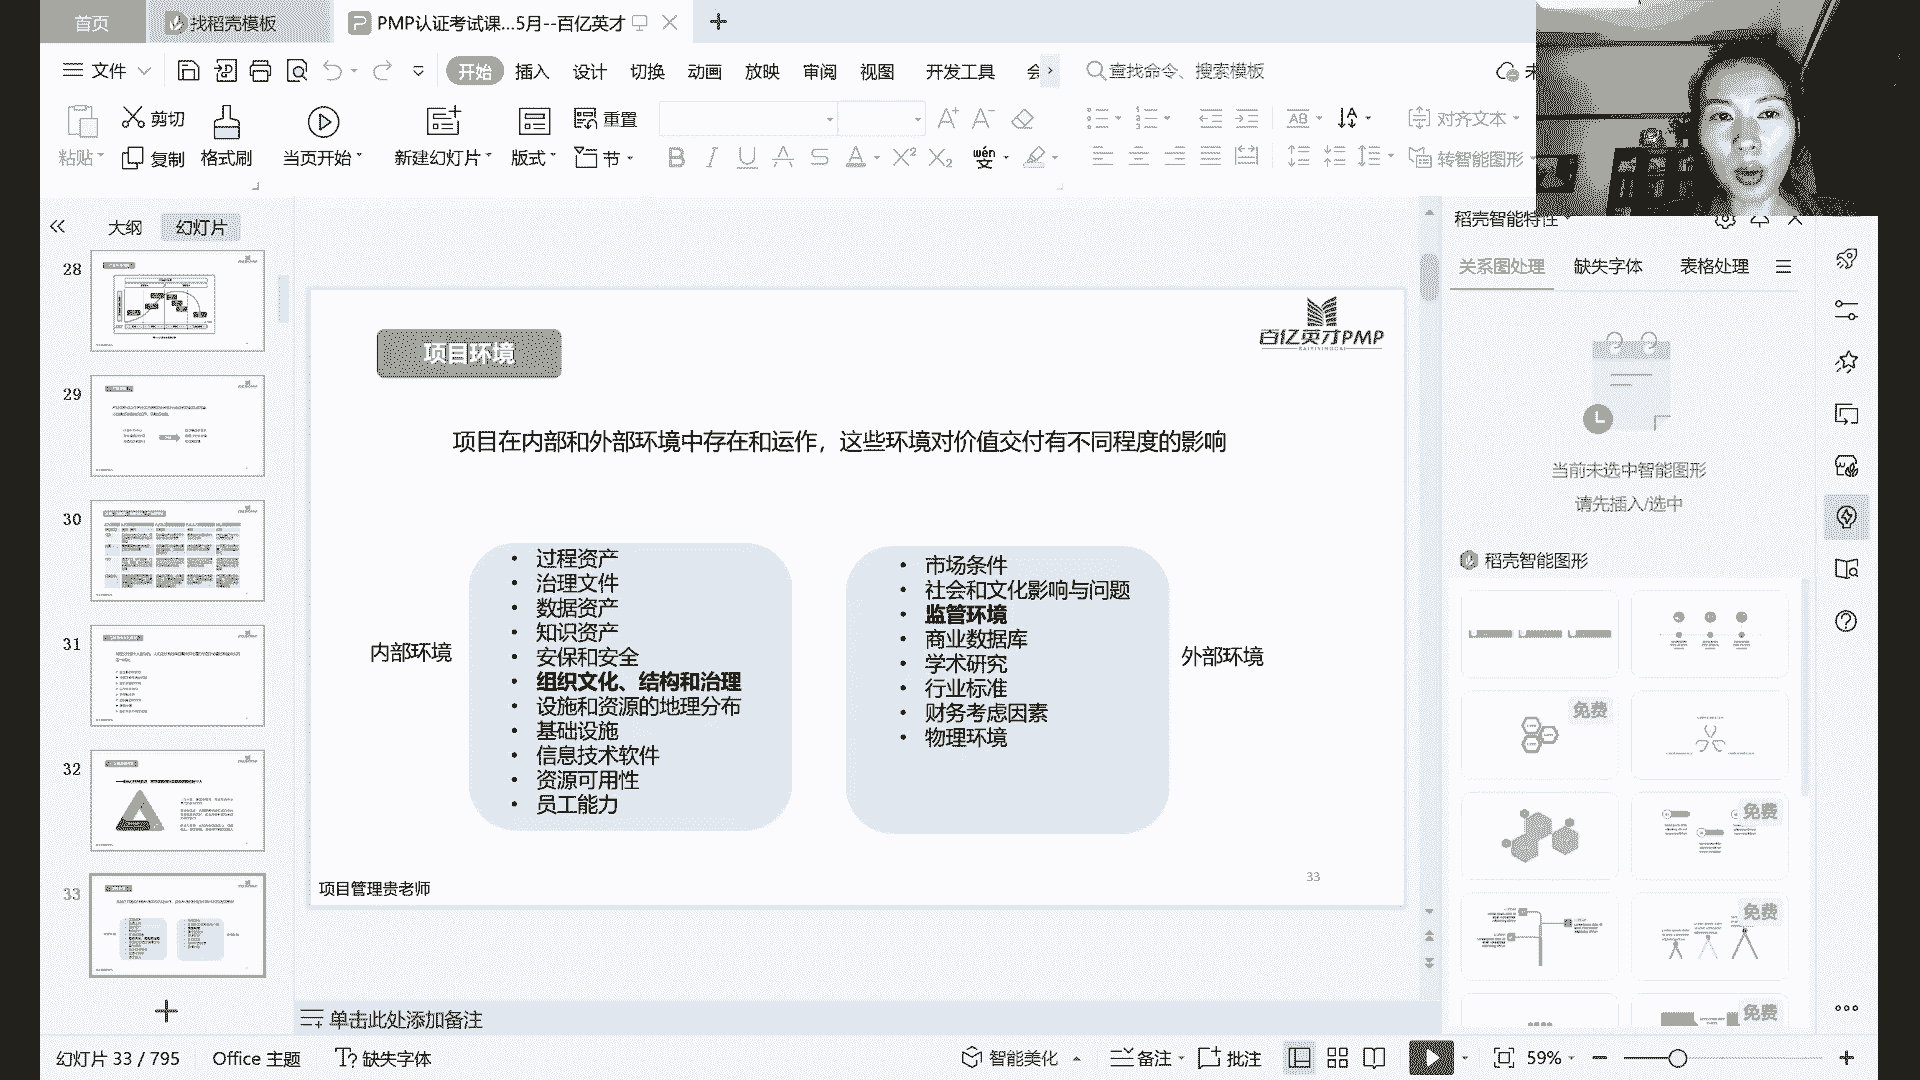 首页
找稻壳模板
PMP认证考试课...5月--百亿英才
文件
开始
插入
设计
切换
动画
放映
审阅
视图
开发工具
查找命令、搜索模板
粘贴
剪切
复制
格式刷
当页开始
新建幻灯片
版式
重置
节
对齐文本
转智能图形
大纲
幻灯片
28
29
30
31
32
33
项目环境
百亿英才PMP
BAIYIYINGCAI
项目在内部和外部环境中存在和运作，这些环境对价值交付有不同程度的影响
内部环境
• 过程资产
• 治理文件
• 数据资产
• 知识资产
• 安保和安全
• 组织文化、结构和治理
• 设施和资源的地理分布
• 基础设施
• 信息技术软件
• 资源可用性
• 员工能力
• 市场条件
• 社会和文化影响与问题
• 监管环境
• 商业数据库
• 学术研究
• 行业标准
• 财务考虑因素
• 物理环境
外部环境
项目管理贵老师
33
稻壳智能特性
关系图处理
缺失字体
表格处理
当前未选中智能图形
请先插入/选中
稻壳智能图形
免费
免费
免费
免费
单击此处添加备注
幻灯片 33 / 795
Office 主题
缺失字体
智能美化
备注
批注
59%